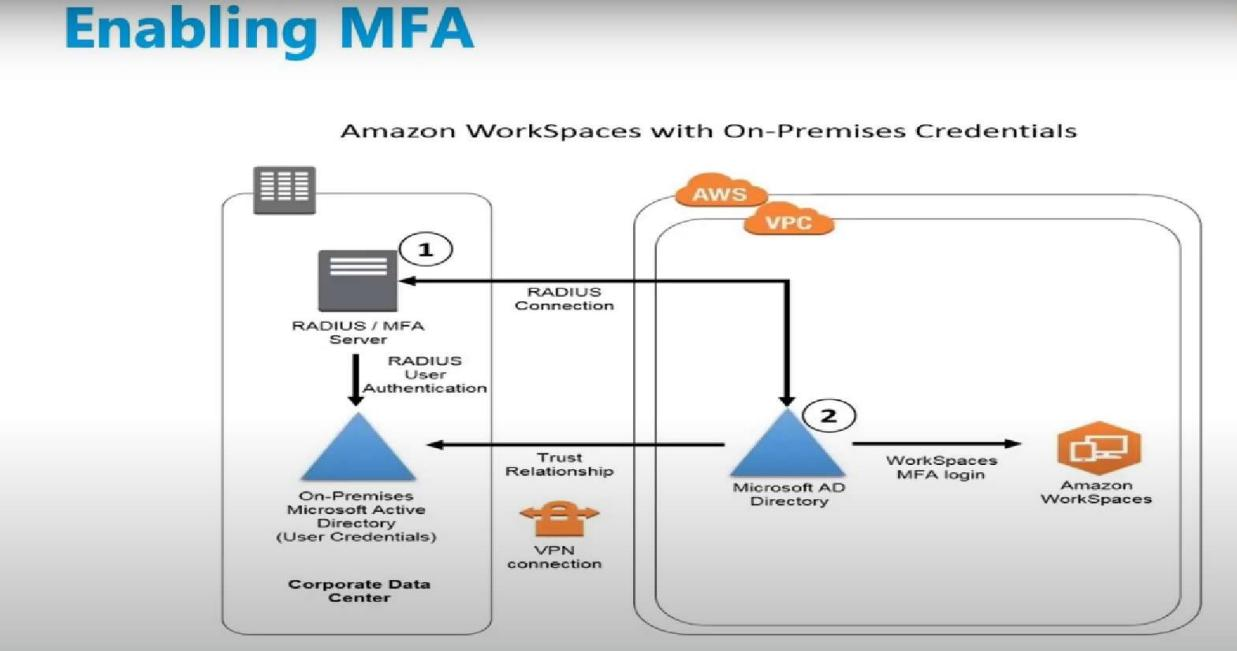 Enabling MFA
Amazon WorkSpaces with On-Premises Credentials
AWS
VPC
1
RADIUS
Connection
RADIUS / MFA
Server
RADIUS
User
Authentication
2
Trust
Relationship
WorkSpaces
MFA login
Microsoft AD
Directory
Amazon
WorkSpaces
On-Premises
Microsoft Active
Directory
(User Credentials)
VPN
connection
Corporate Data
Center